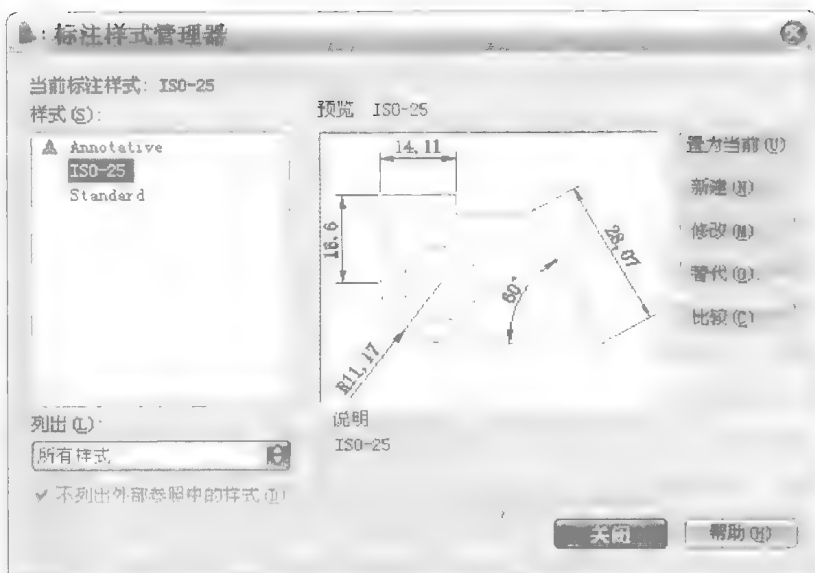 标注样式管理器
当前标注样式: ISO-25
样式(S):
Annotative
ISO-25
Standard
预览 ISO-25
14,11
16,6
28,07
60°
R11,17
置为当前(U)
新建(N)
修改(M)
替代(O)
比较(C)
列出(L):
所有样式
不列出外部参照中的样式(D)
说明
ISO-25
关闭
帮助(H)